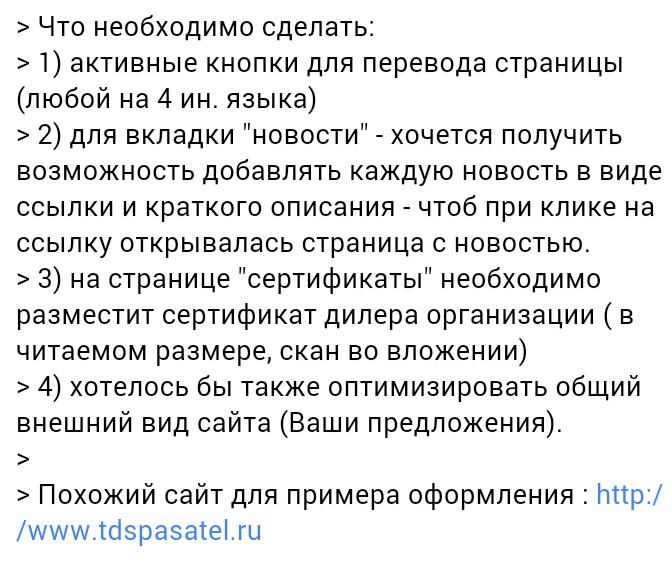 > Что необходимо сделать:
> 1) активные кнопки для перевода страницы
(любой на 4 ин. языка)
> 2) для вкладки "новости" - хочется получить
возможность добавлять каждую новость в виде
ссылки и краткого описания - чтоб при клике на
ссылку открывалась страница с новостью.
> 3) на странице "сертификаты" необходимо
разместит сертификат дилера организации ( в
читаемом размере, скан во вложении)
> 4) хотелось бы также оптимизировать общий
внешний вид сайта (Ваши предложения).
>
> Похожий сайт для примера оформления : http:/
/www.tdspasatel.ru